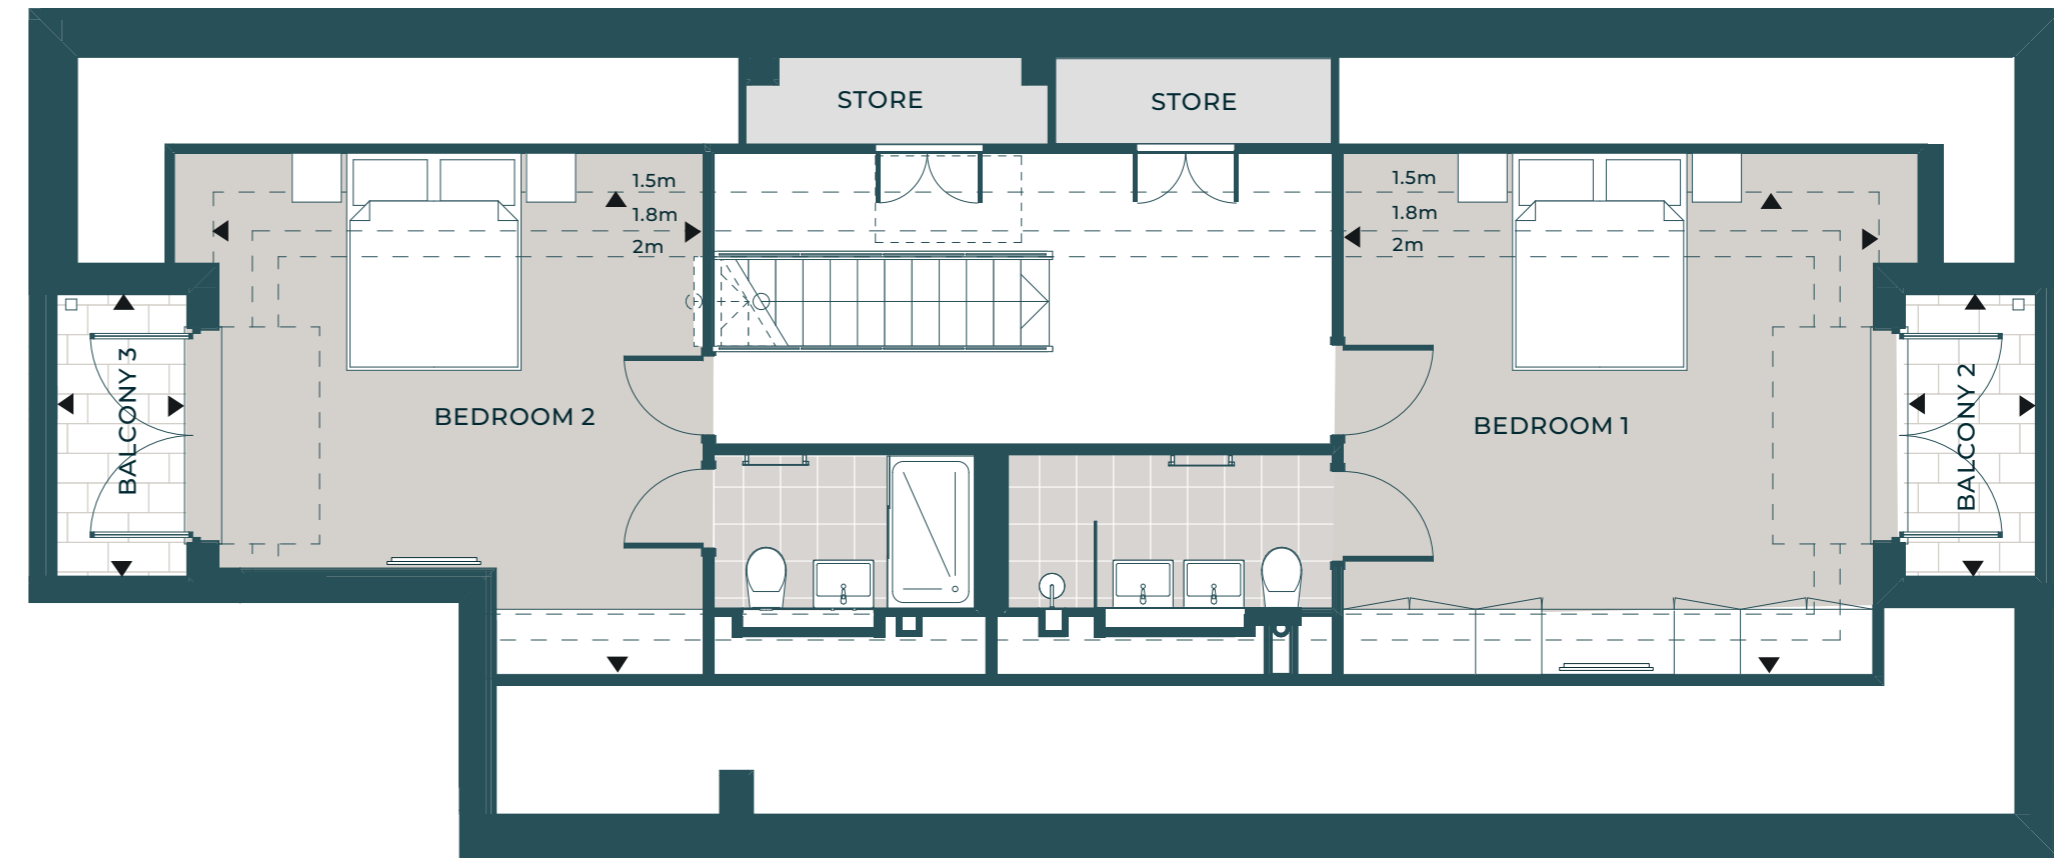 STORE
STORE
1.5m
1.8m
2m
1.5m
1.8m
2m
BALCONY 3
BEDROOM 2
BEDROOM 1
BALCONY 2